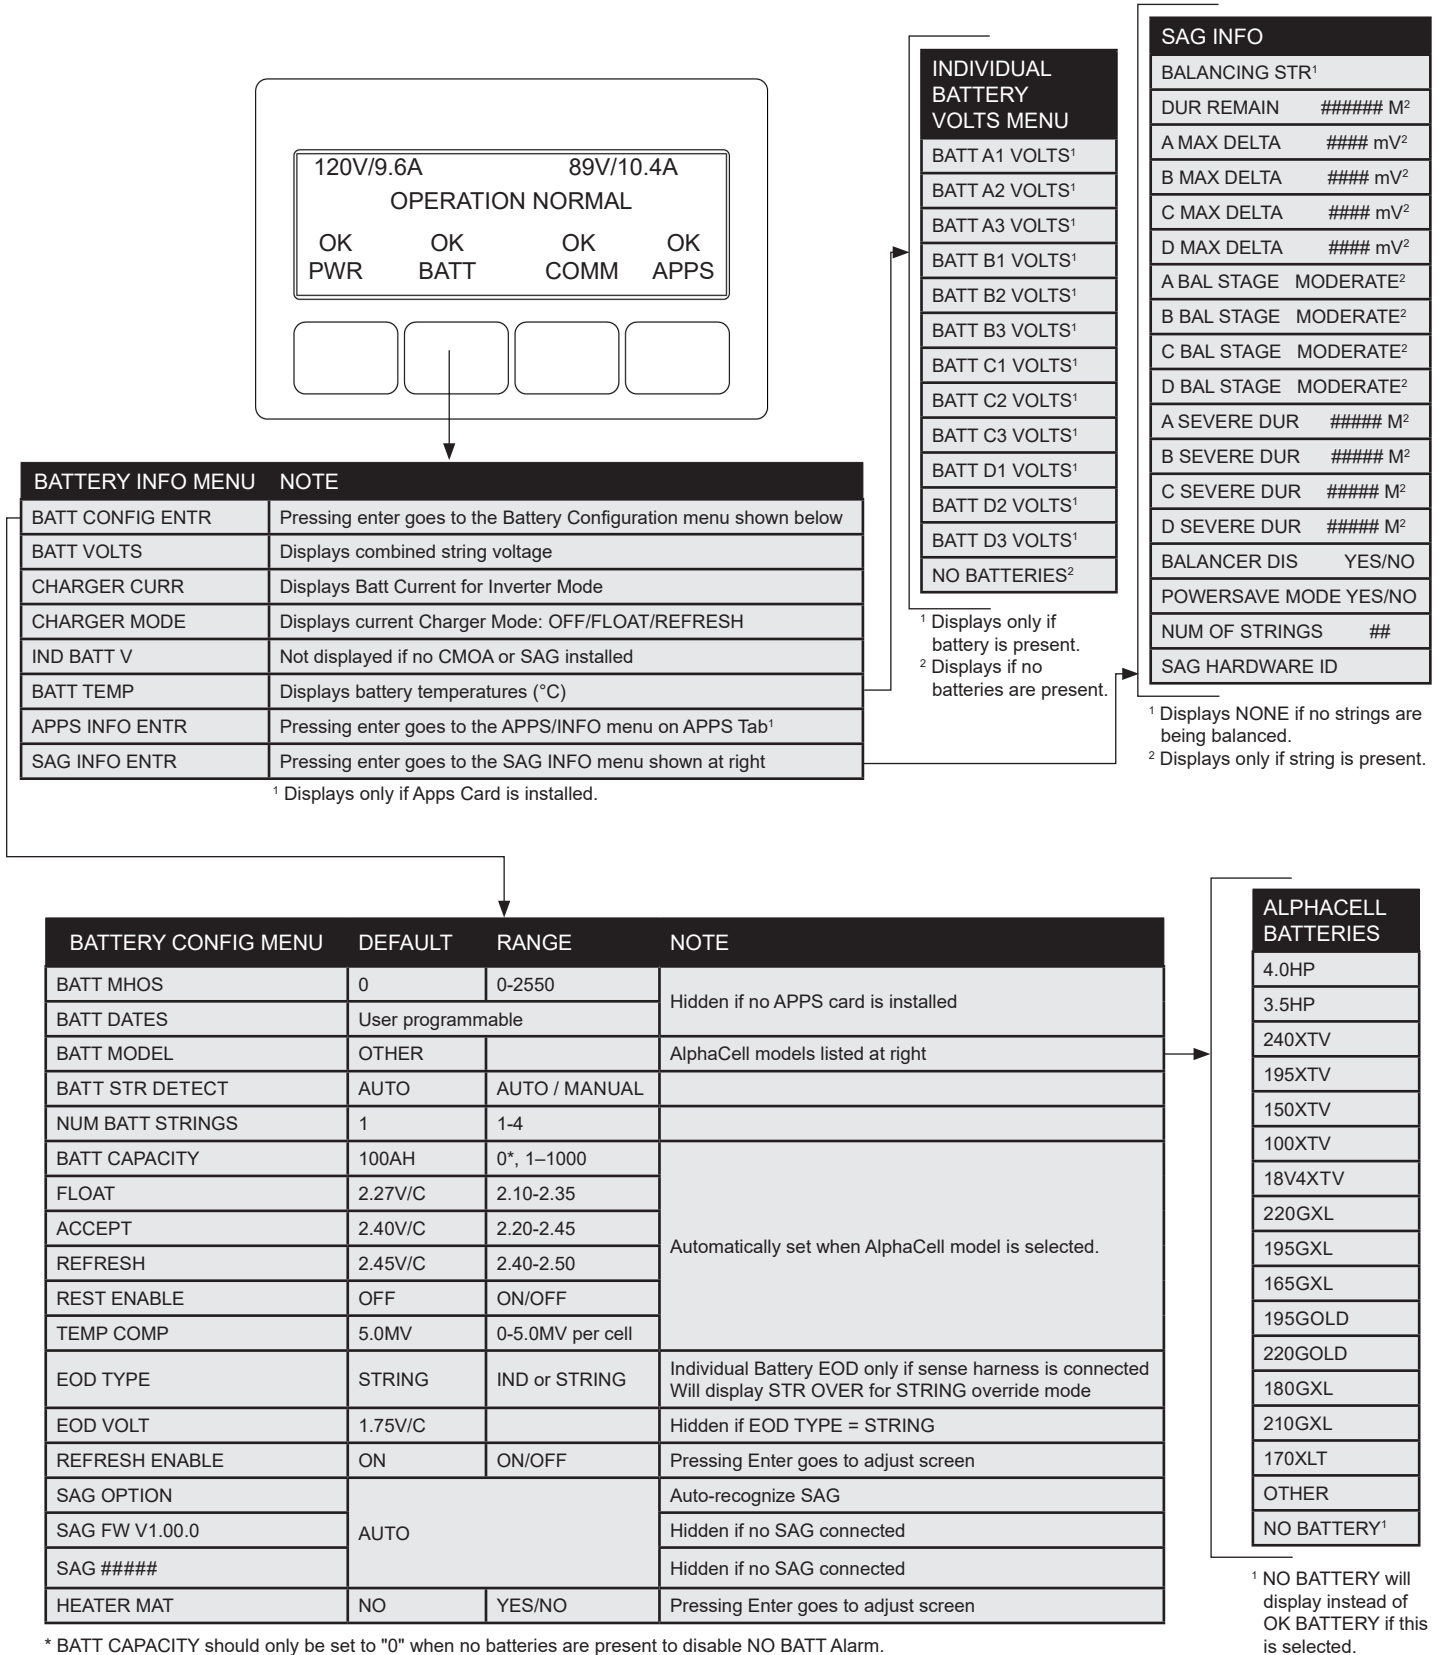 120V/9.6A 89V/10.4A
OPERATION NORMAL
OK OK OK OK
PWR BATT COMM APPS
INDIVIDUAL
BATTERY
VOLTS MENU
BATT A1 VOLTS¹
BATT A2 VOLTS¹
BATT A3 VOLTS¹
BATT B1 VOLTS¹
BATT B2 VOLTS¹
BATT B3 VOLTS¹
BATT C1 VOLTS¹
BATT C2 VOLTS¹
BATT C3 VOLTS¹
BATT D1 VOLTS¹
BATT D2 VOLTS¹
BATT D3 VOLTS¹
NO BATTERIES²
¹ Displays only if
battery is present.
² Displays if no
batteries are present.
SAG INFO
BALANCING STR¹
DUR REMAIN ###### M²
A MAX DELTA #### mV²
B MAX DELTA #### mV²
C MAX DELTA #### mV²
D MAX DELTA #### mV²
A BAL STAGE MODERATE²
B BAL STAGE MODERATE²
C BAL STAGE MODERATE²
D BAL STAGE MODERATE²
A SEVERE DUR ##### M²
B SEVERE DUR ##### M²
C SEVERE DUR ##### M²
D SEVERE DUR ##### M²
BALANCER DIS YES/NO
POWERSAVE MODE YES/NO
NUM OF STRINGS ##
SAG HARDWARE ID
¹ Displays NONE if no strings are
being balanced.
² Displays only if string is present.
BATTERY INFO MENU NOTE
BATT CONFIG ENTR Pressing enter goes to the Battery Configuration menu shown below
BATT VOLTS Displays combined string voltage
CHARGER CURR Displays Batt Current for Inverter Mode
CHARGER MODE Displays current Charger Mode: OFF/FLOAT/REFRESH
IND BATT V Not displayed if no CMOA or SAG installed
BATT TEMP Displays battery temperatures (°C)
APPS INFO ENTR Pressing enter goes to the APPS/INFO menu on APPS Tab¹
SAG INFO ENTR Pressing enter goes to the SAG INFO menu shown at right
¹ Displays only if Apps Card is installed.
BATTERY CONFIG MENU DEFAULT RANGE NOTE
BATT MHOS 0 0-2550
Hidden if no APPS card is installed
BATT DATES User programmable
BATT MODEL OTHER AlphaCell models listed at right
BATT STR DETECT AUTO AUTO / MANUAL
NUM BATT STRINGS 1 1-4
BATT CAPACITY 100AH 0*, 1–1000
FLOAT 2.27V/C 2.10-2.35
ACCEPT 2.40V/C 2.20-2.45
Automatically set when AlphaCell model is selected.
REFRESH 2.45V/C 2.40-2.50
REST ENABLE OFF ON/OFF
TEMP COMP 5.0MV 0-5.0MV per cell
EOD TYPE STRING IND or STRING Individual Battery EOD only if sense harness is connected
Will display STR OVER for STRING override mode
EOD VOLT 1.75V/C Hidden if EOD TYPE = STRING
REFRESH ENABLE ON ON/OFF Pressing Enter goes to adjust screen
SAG OPTION Auto-recognize SAG
SAG FW V1.00.0 AUTO Hidden if no SAG connected
SAG ##### Hidden if no SAG connected
HEATER MAT NO YES/NO Pressing Enter goes to adjust screen
* BATT CAPACITY should only be set to "0" when no batteries are present to disable NO BATT Alarm.
ALPHACELL
BATTERIES
4.0HP
3.5HP
240XTV
195XTV
150XTV
100XTV
18V4XTV
220GXL
195GXL
165GXL
195GOLD
220GOLD
180GXL
210GXL
170XLT
OTHER
NO BATTERY¹
¹ NO BATTERY will
display instead of
OK BATTERY if this
is selected.